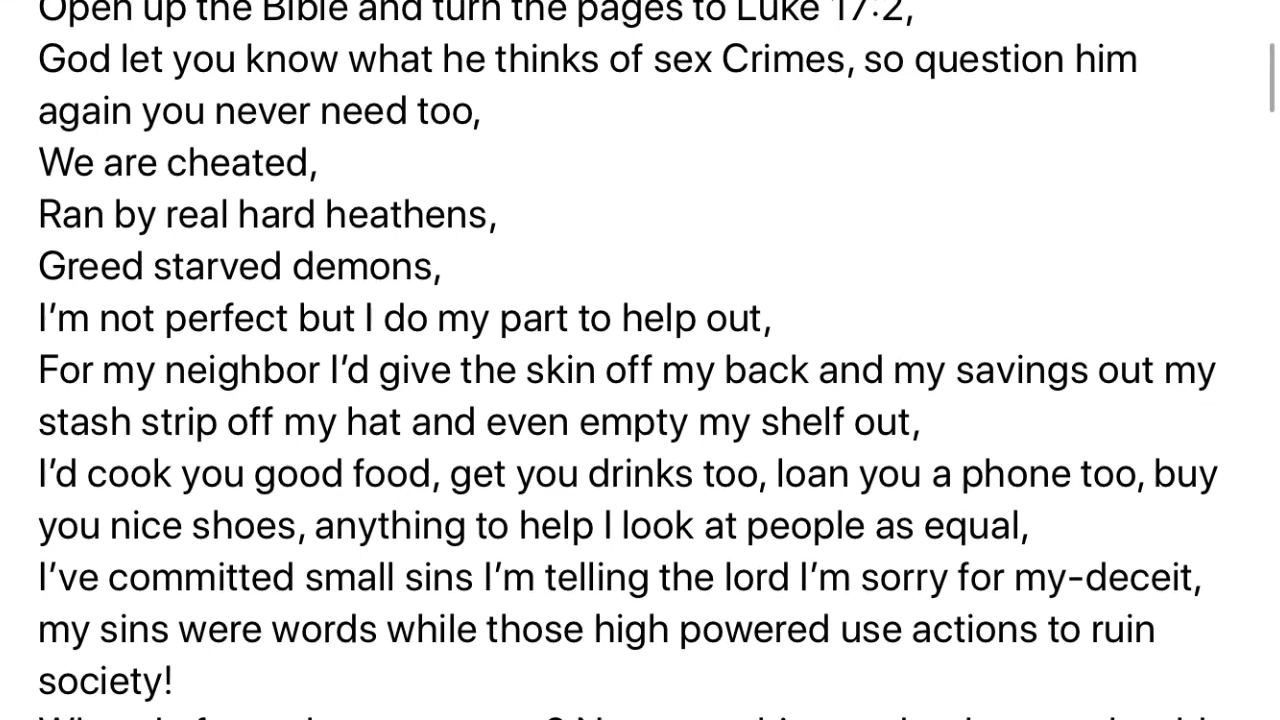 Open up the Bible and turn the pages to Luke 17:2,
God let you know what he thinks of sex Crimes, so question him
again you never need too,
We are cheated,
Ran by real hard heathens,
Greed starved demons,
I’m not perfect but I do my part to help out,
For my neighbor I’d give the skin off my back and my savings out my
stash strip off my hat and even empty my shelf out,
I’d cook you good food, get you drinks too, loan you a phone too, buy
you nice shoes, anything to help I look at people as equal,
I’ve committed small sins I’m telling the lord I’m sorry for my-deceit,
my sins were words while those high powered use actions to ruin
society!